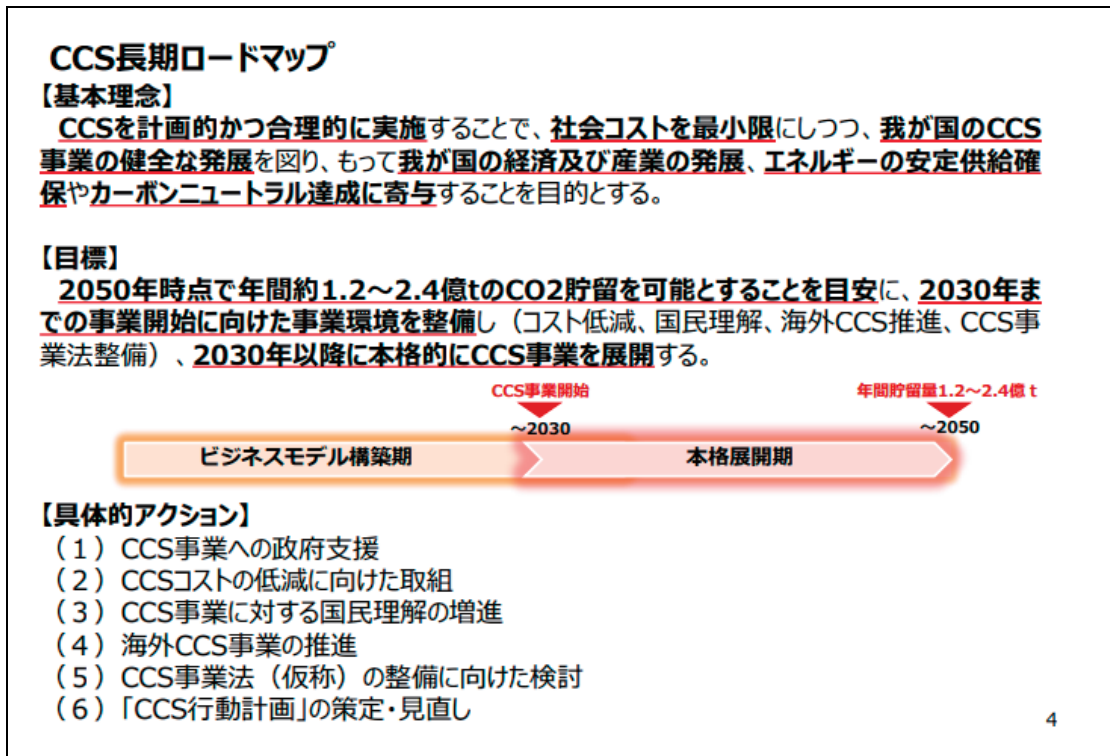 CCS長期ロードマップ
【基本理念】
CCSを計画的かつ合理的に実施することで、社会コストを最小限にしつつ、我が国のCCS
事業の健全な発展を図り、もって我が国の経済及び産業の発展、エネルギーの安定供給確
保やカーボンニュートラル達成に寄与することを目的とする。
【目標】
2050年時点で年間約1.2～2.4億tのCO2貯留を可能とすることを目安に、2030年ま
での事業開始に向けた事業環境を整備し（コスト低減、国民理解、海外CCS推進、CCS事
業法整備）、2030年以降に本格的にCCS事業を展開する。
CCS事業開始
年間貯留量1.2～2.4億 t
～2030
～2050
ビジネスモデル構築期
本格展開期
【具体的アクション】
（1）CCS事業への政府支援
（2）CCSコストの低減に向けた取組
（3）CCS事業に対する国民理解の増進
（4）海外CCS事業の推進
（5）CCS事業法（仮称）の整備に向けた検討
（6）「CCS行動計画」の策定・見直し
4